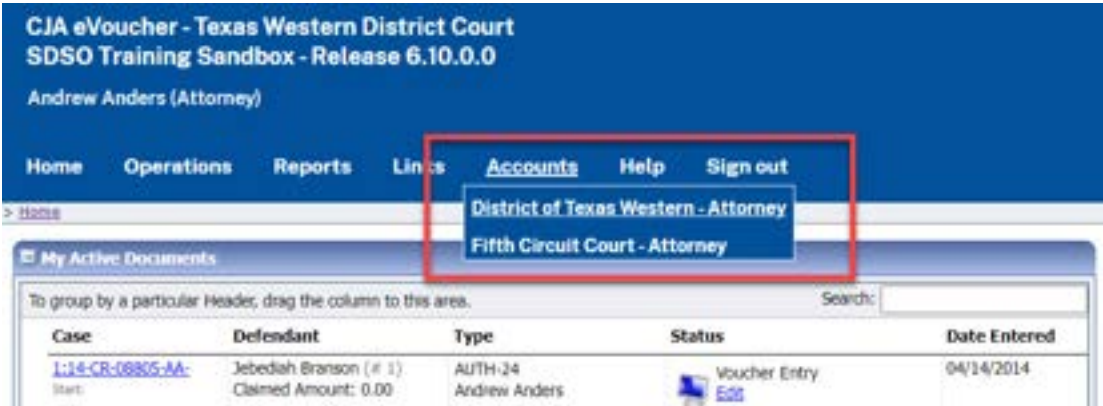 CJA eVoucher - Texas Western District Court
SDSO Training Sandbox - Release 6.10.0.0
Andrew Anders (Attorney)
Home Operations Reports Links Accounts Help Sign out
District of Texas Western - Attorney
> Home
Fifth Circuit Court - Attorney
My Active Documents
To group by a particular Header, drag the column to this area. Search:
Case Defendant Type Status Date Entered
1:14-CR-08805-AA- Jebediah Branson (# 1) AUTH-24 Voucher Entry 04/14/2014
Start: Claimed Amount: 0.00 Andrew Anders Edit